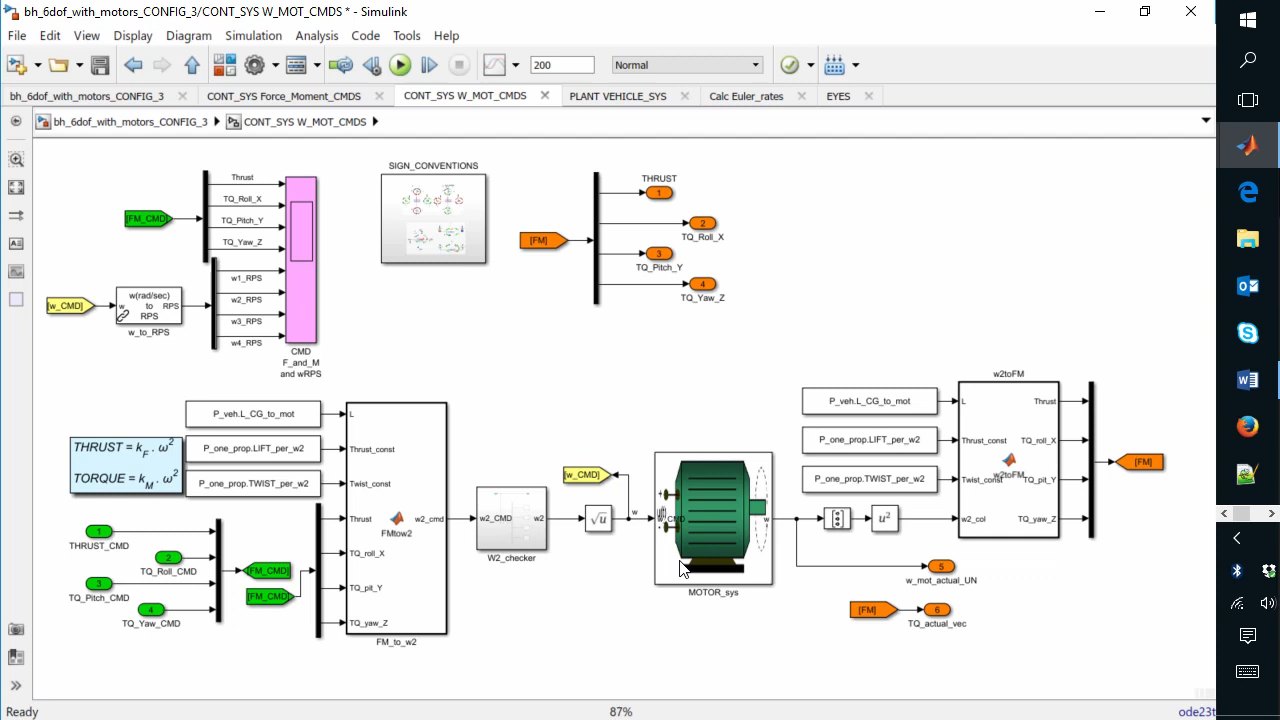 bh_6dof_with_motors_CONFIG_3/CONT_SYS W_MOT_CMDS * - Simulink
File Edit View Display Diagram Simulation Analysis Code Tools Help
200 Normal
bh_6dof_with_motors_CONFIG_3 CONT_SYS Force_Moment_CMDS CONT_SYS W_MOT_CMDS PLANT VEHICLE_SYS Calc Euler_rates EYES
bh_6dof_with_motors_CONFIG_3 CONT_SYS W_MOT_CMDS
[FM_CMD]
Thrust
TQ_Roll_X
TQ_Pitch_Y
TQ_Yaw_Z
[w_CMD]
w
w(rad/sec)
to
RPS
RPS
w_to_RPS
w1_RPS
w2_RPS
w3_RPS
w4_RPS
CMD
F_and_M
and wRPS
SIGN_CONVENTIONS
[FM]
THRUST
1
2
TQ_Roll_X
3
TQ_Pitch_Y
4
TQ_Yaw_Z
THRUST = k_F . ω²
TORQUE = k_M . ω²
P_veh.L_CG_to_mot
P_one_prop.LIFT_per_w2
P_one_prop.TWIST_per_w2
1
THRUST_CMD
2
TQ_Roll_CMD
3
TQ_Pitch_CMD
4
TQ_Yaw_CMD
[FM_CMD]
[FM_CMD]
L
Thrust_const
Twist_const
Thrust
TQ_roll_X
TQ_pit_Y
TQ_yaw_Z
FMtow2
w2_cmd
FM_to_w2
w2_CMD w2
W2_checker
√u
[w_CMD]
w
w_CMD
w
MOTOR_sys
u²
P_veh.L_CG_to_mot
P_one_prop.LIFT_per_w2
P_one_prop.TWIST_per_w2
w2toFM
L
Thrust_const
Twist_const
w2_col
w2toFM
Thrust
TQ_roll_X
TQ_pit_Y
TQ_yaw_Z
[FM]
5
w_mot_actual_UN
[FM]
6
TQ_actual_vec
Ready 87% ode23t